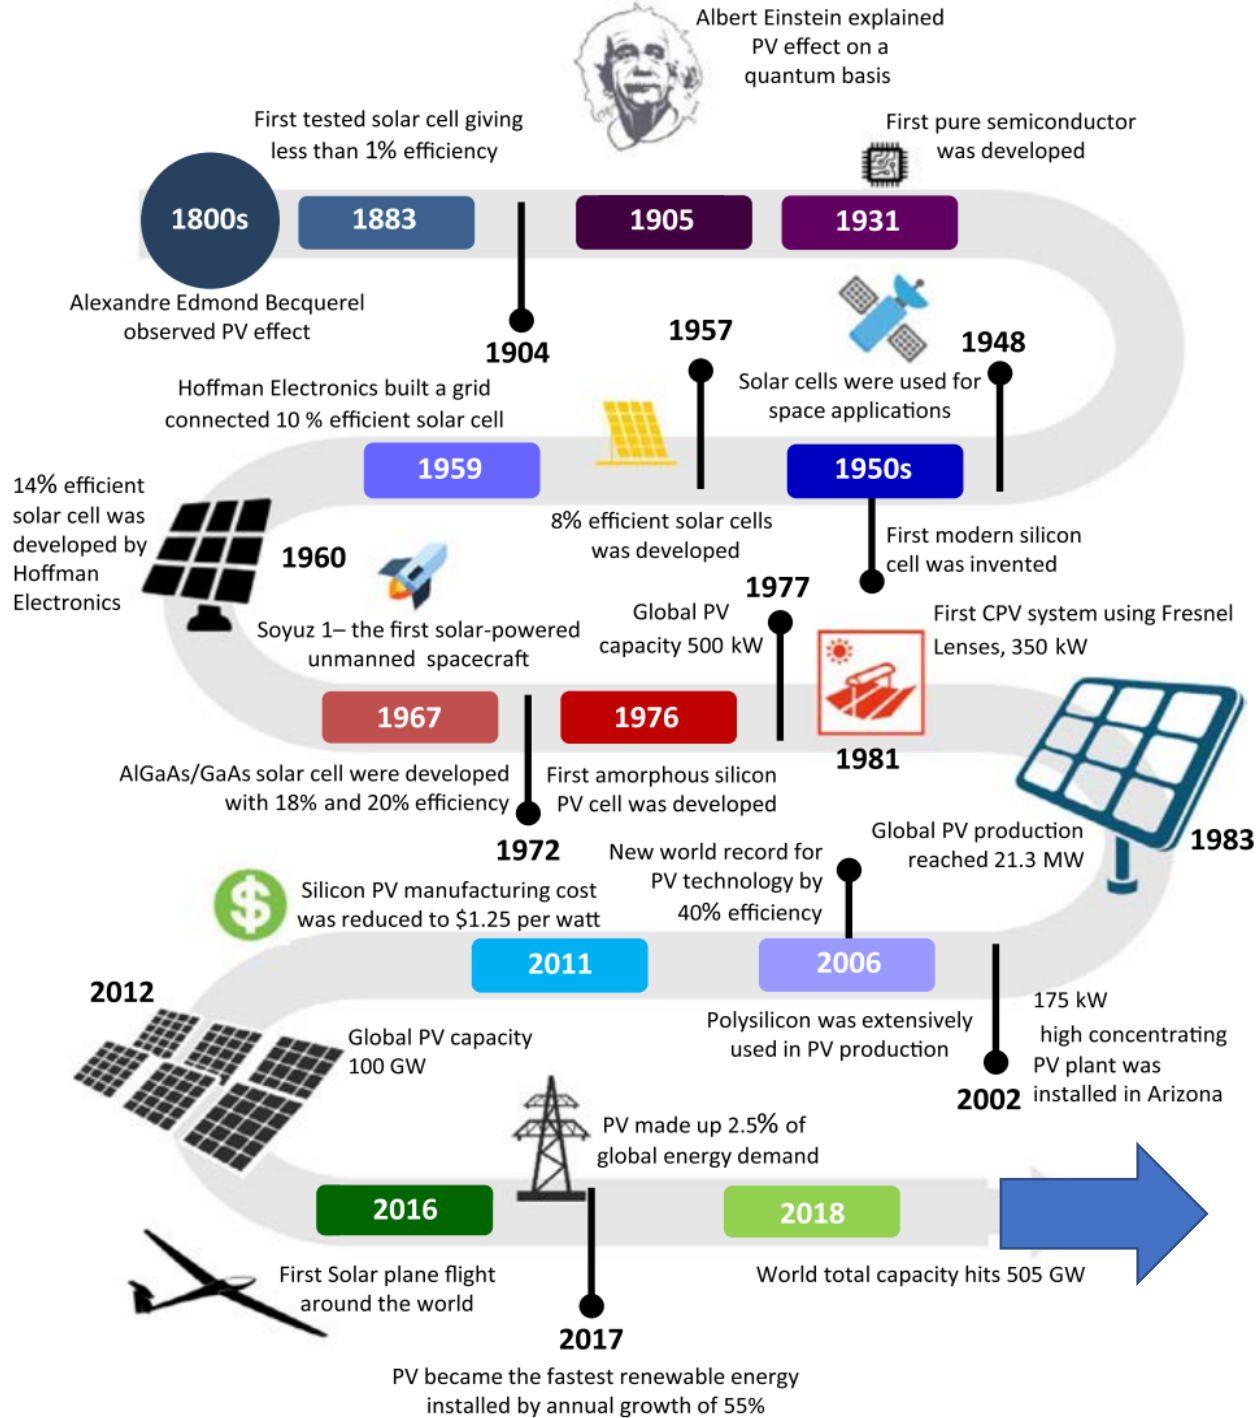 Albert Einstein explained
PV effect on a
quantum basis
First tested solar cell giving
less than 1% efficiency
First pure semiconductor
was developed
1800s
1883
1905
1931
Alexandre Edmond Becquerel
observed PV effect
1904
1957
1948
Hoffman Electronics built a grid
connected 10 % efficient solar cell
Solar cells were used for
space applications
1959
1950s
14% efficient
solar cell was
developed by
Hoffman
Electronics
1960
8% efficient solar cells
was developed
First modern silicon
cell was invented
1977
Soyuz 1– the first solar-powered
unmanned spacecraft
Global PV
capacity 500 kW
First CPV system using Fresnel
Lenses, 350 kW
1967
1976
1981
AlGaAs/GaAs solar cell were developed
with 18% and 20% efficiency
First amorphous silicon
PV cell was developed
1972
Global PV production
reached 21.3 MW
1983
New world record for
PV technology by
40% efficiency
Silicon PV manufacturing cost
was reduced to $1.25 per watt
$
2011
2006
2012
Global PV capacity
100 GW
Polysilicon was extensively
used in PV production
175 kW
high concentrating
PV plant was
installed in Arizona
2002
PV made up 2.5% of
global energy demand
2016
2018
First Solar plane flight
around the world
World total capacity hits 505 GW
2017
PV became the fastest renewable energy
installed by annual growth of 55%